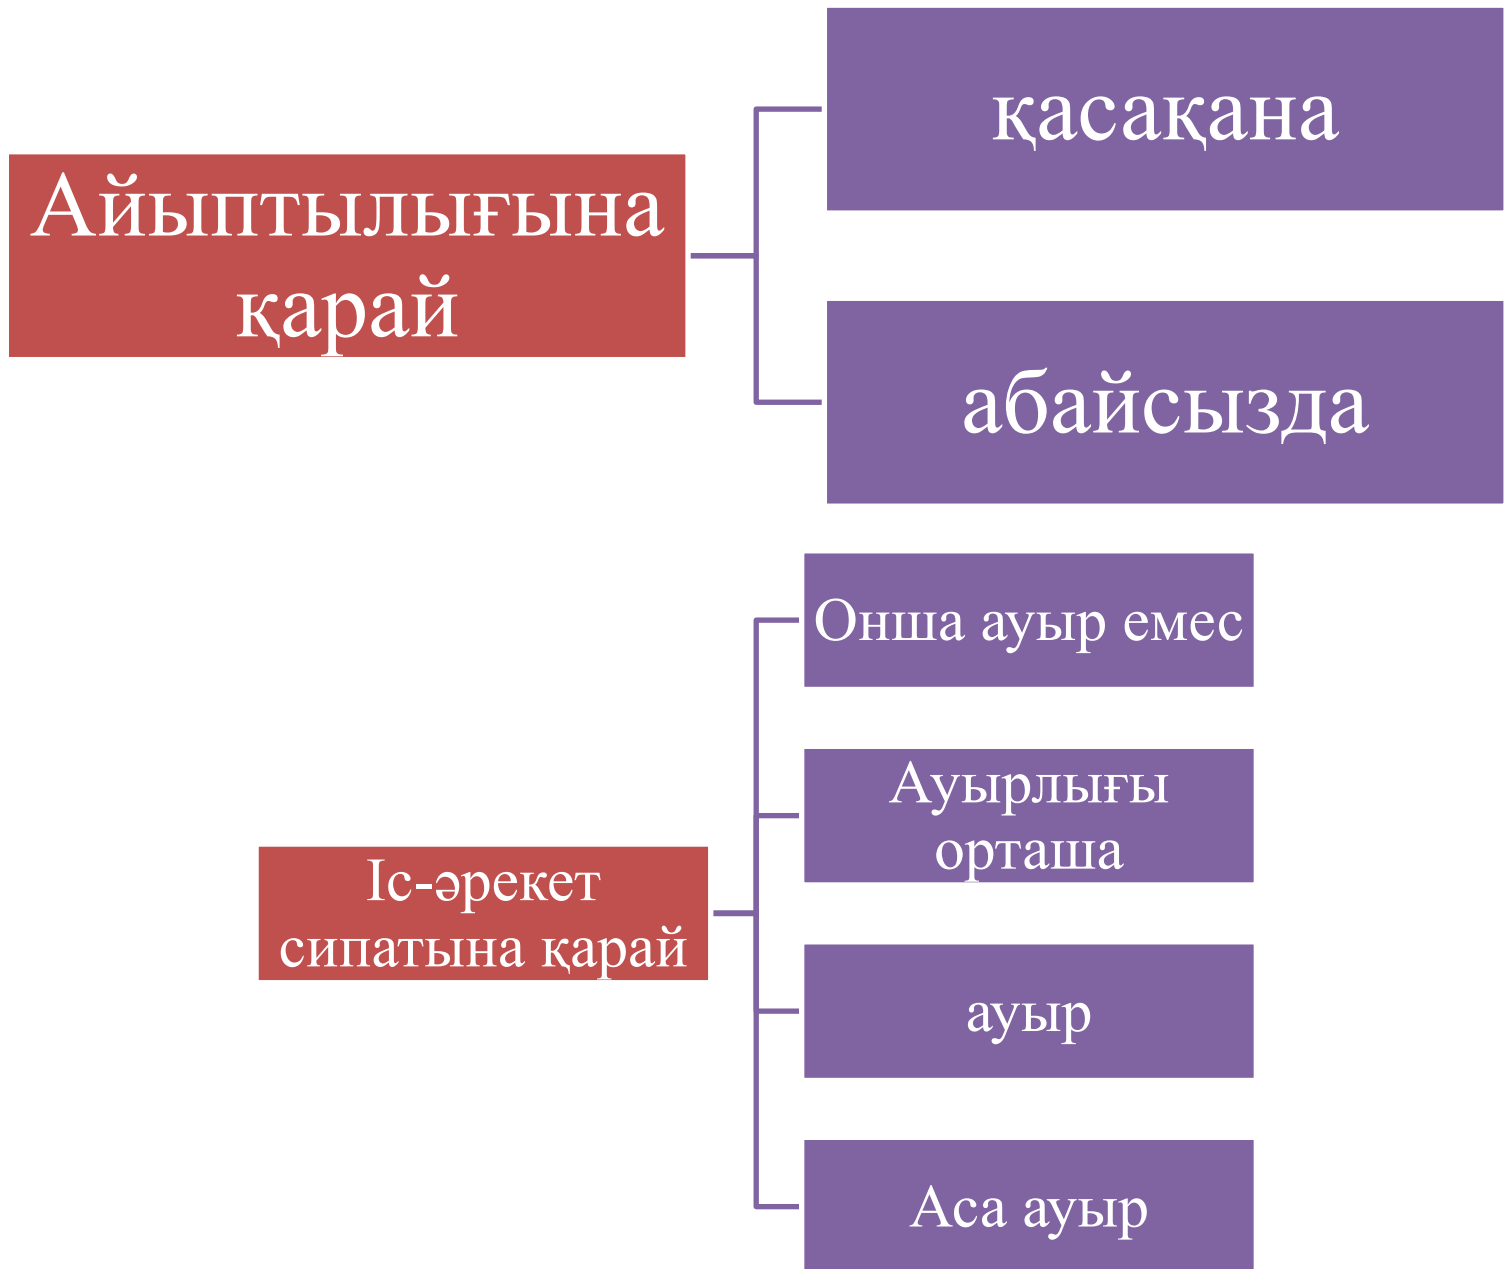 Айыптылығына
қарай
қасақана
абайсызда
Іс-әрекет
сипатына қарай
Онша ауыр емес
Ауырлығы
орташа
ауыр
Аса ауыр